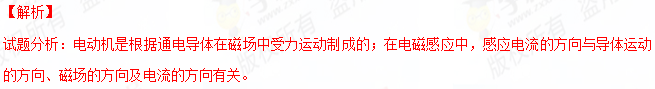 【解析】
试题分析：电动机是根据通电导体在磁场中受力运动制成的；在电磁感应中，感应电流的方向与导体运动
的方向、磁场的方向及电流的方向有关。